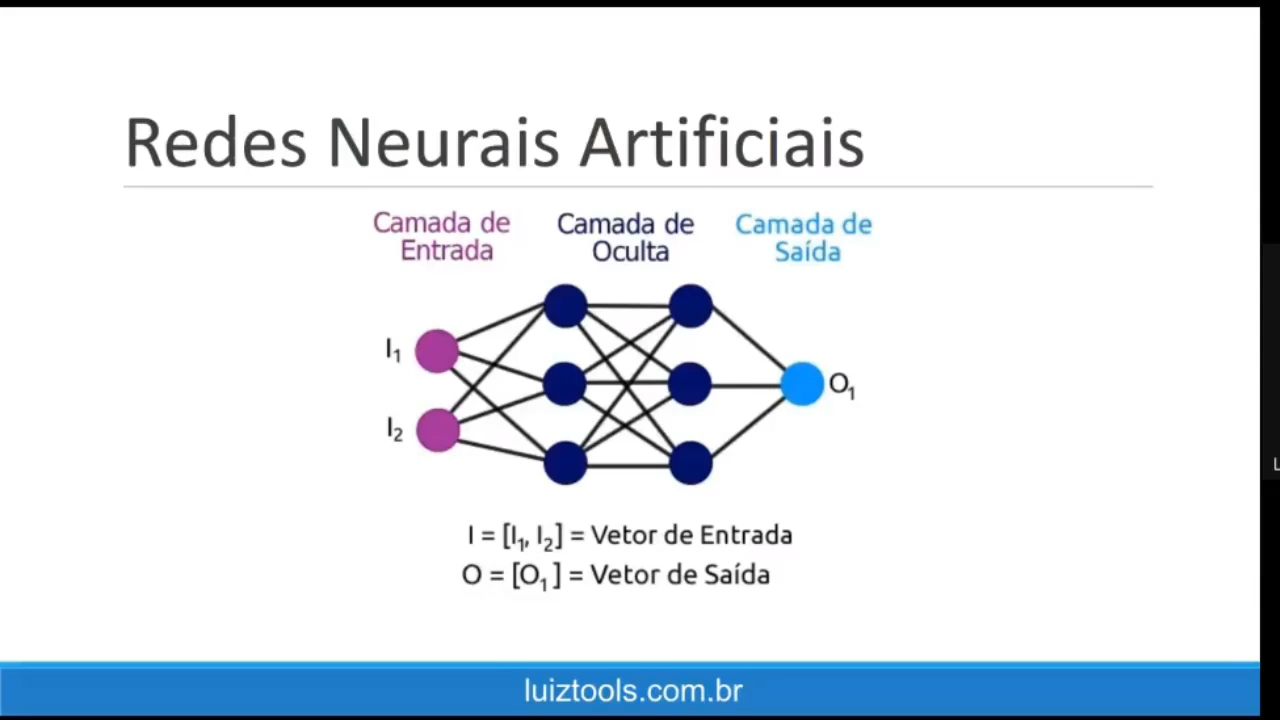 Redes Neurais Artificiais
Camada de
Entrada
Camada de
Oculta
Camada de
Saída
I₁
I₂
O₁
I = [I₁, I₂] = Vetor de Entrada
O = [O₁ ] = Vetor de Saída
luiztools.com.br
L